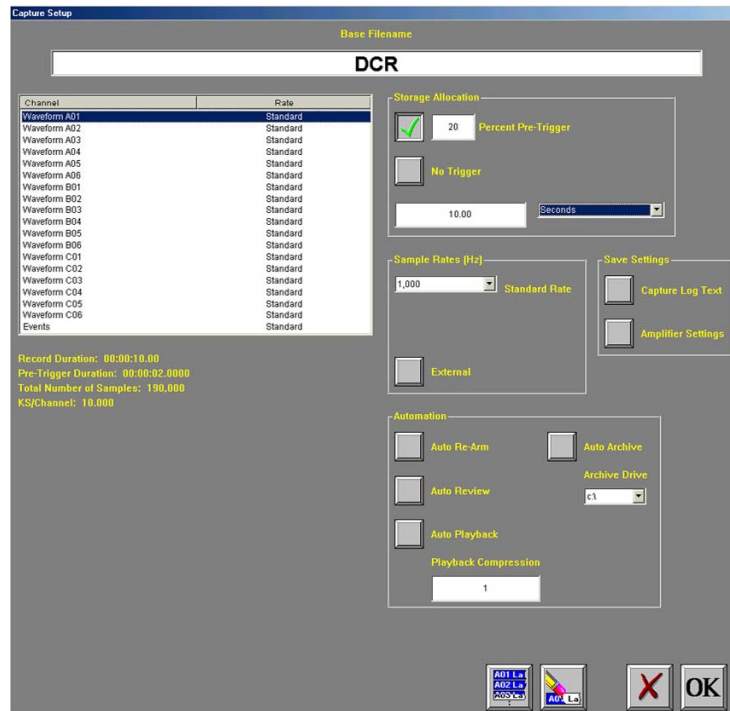 Capture Setup
Base Filename
DCR
Channel Rate
Waveform A01 Standard
Waveform A02 Standard
Waveform A03 Standard
Waveform A04 Standard
Waveform A05 Standard
Waveform A06 Standard
Waveform B01 Standard
Waveform B02 Standard
Waveform B03 Standard
Waveform B04 Standard
Waveform B05 Standard
Waveform B06 Standard
Waveform C01 Standard
Waveform C02 Standard
Waveform C03 Standard
Waveform C04 Standard
Waveform C05 Standard
Waveform C06 Standard
Events Standard
Record Duration: 00:00:10.00
Pre-Trigger Duration: 00:00:02.0000
Total Number of Samples: 190,000
KS/Channel: 10.000
Storage Allocation
20 Percent Pre-Trigger
No Trigger
10.00 Seconds
Sample Rates (Hz)
1,000 Standard Rate
External
Save Settings
Capture Log Text
Amplifier Settings
Automation
Auto Re-Arm
Auto Archive
Archive Drive
c:\
Auto Review
Auto Playback
Playback Compression
1
A01 La
A02 La
A03 La
OK